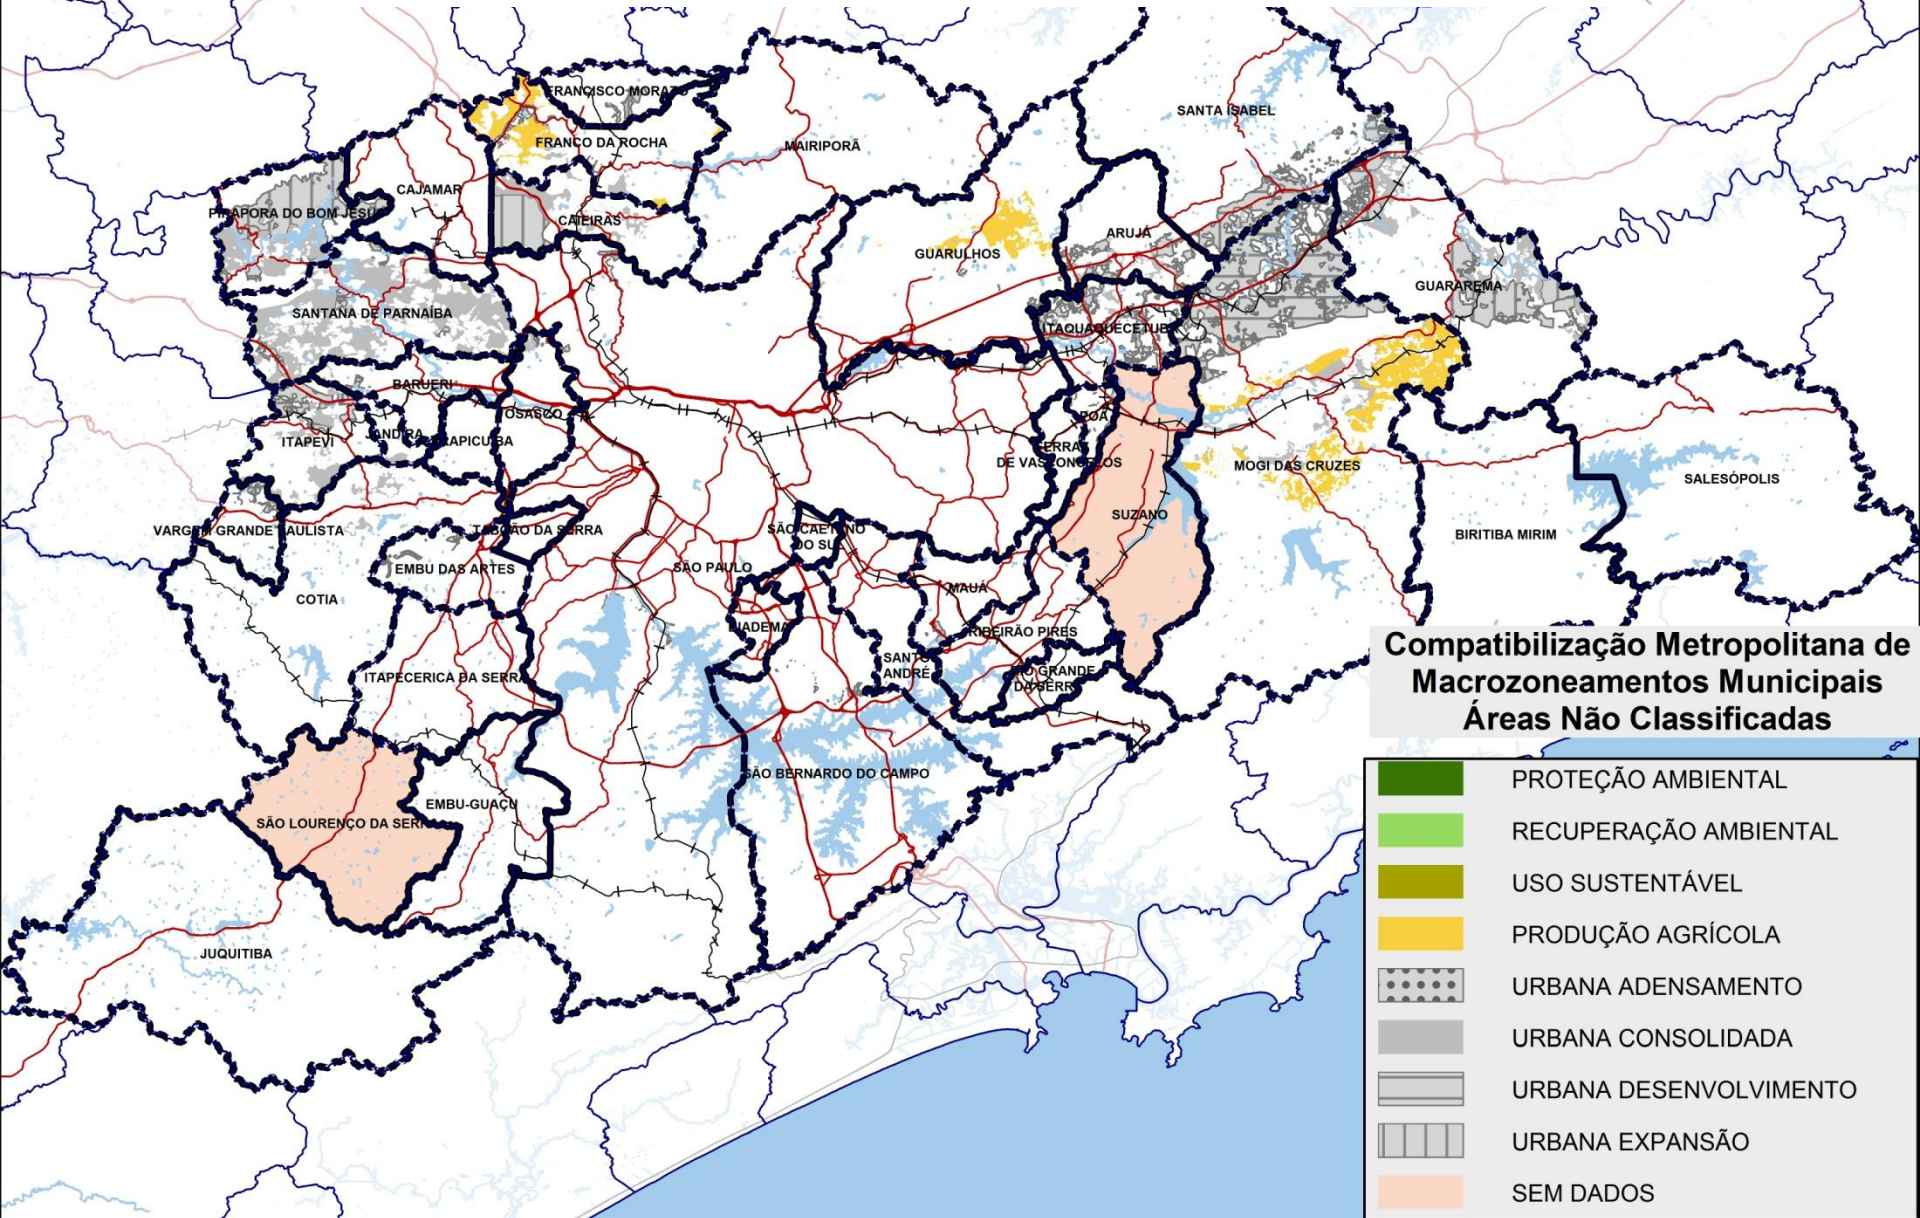 FRANCISCO MORATO
SANTA ISABEL
FRANCO DA ROCHA
MAIRIPORÃ
CAJAMAR
PIRAPORA DO BOM JESUS
CAIEIRAS
ARUJÁ
GUARULHOS
GUARAREMA
SANTANA DE PARNAÍBA
ITAQUAQUECETUBA
BARUERI
OSASCO
POÁ
JANDIRA
CARAPICUIBA
ITAPEVI
FERRAZ
DE VASCONCELOS
MOGI DAS CRUZES
SALESÓPOLIS
SUZANO
VARGEM GRANDE PAULISTA
TABOÃO DA SERRA
SÃO CAETANO
DO SUL
BIRITIBA MIRIM
EMBU DAS ARTES
SÃO PAULO
MAUÁ
COTIA
DIADEMA
RIBEIRÃO PIRES
SANTO
ANDRÉ
RIO GRANDE
DA SERRA
ITAPECERICA DA SERRA
SÃO BERNARDO DO CAMPO
EMBU-GUAÇU
SÃO LOURENÇO DA SERRA
JUQUITIBA
Compatibilização Metropolitana de
Macrozoneamentos Municipais
Áreas Não Classificadas
PROTEÇÃO AMBIENTAL
RECUPERAÇÃO AMBIENTAL
USO SUSTENTÁVEL
PRODUÇÃO AGRÍCOLA
URBANA ADENSAMENTO
URBANA CONSOLIDADA
URBANA DESENVOLVIMENTO
URBANA EXPANSÃO
SEM DADOS